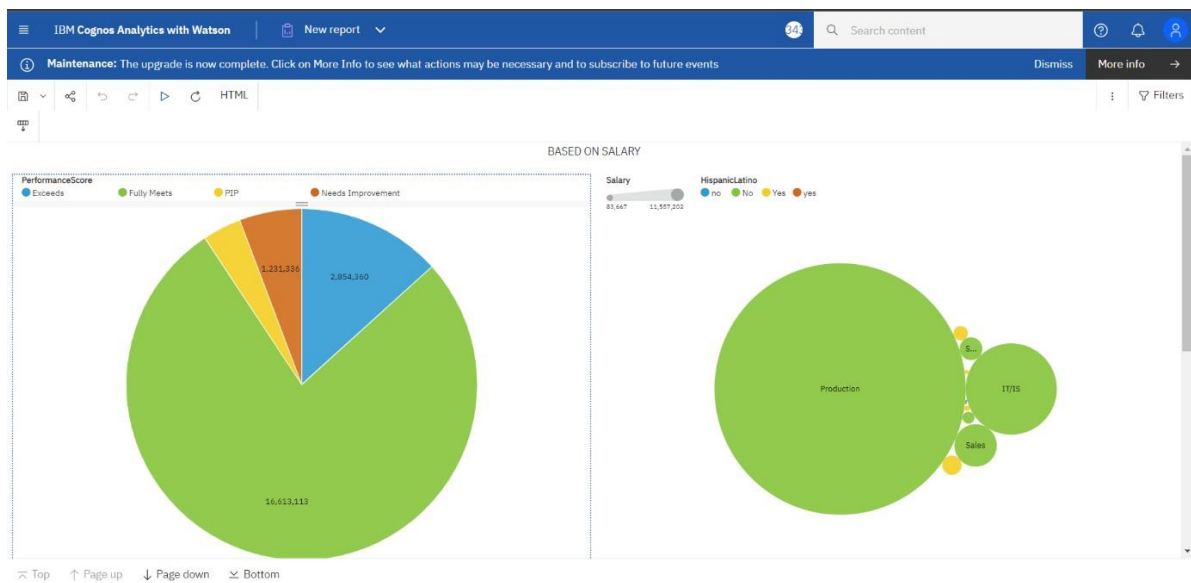 IBM Cognos Analytics with Watson
New report
343
Search content
Maintenance: The upgrade is now complete. Click on More Info to see what actions may be necessary and to subscribe to future events
Dismiss
More info
HTML
Filters
BASED ON SALARY
PerformanceScore
Exceeds
Fully Meets
PIP
Needs Improvement
1,231,336
2,854,360
16,613,113
Salary
83,667
11,557,202
HispanicLatino
no
No
Yes
yes
Production
S...
IT/IS
Sales
Top
Page up
Page down
Bottom